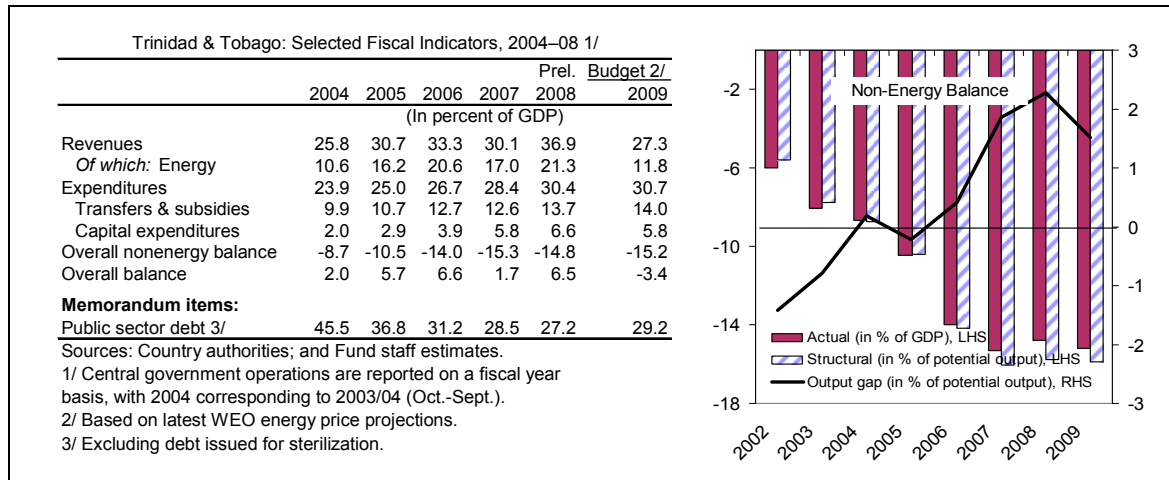 Trinidad & Tobago: Selected Fiscal Indicators, 2004–08 1/
Prel. Budget 2/
2004 2005 2006 2007 2008 2009
(In percent of GDP)
Revenues 25.8 30.7 33.3 30.1 36.9 27.3
Of which: Energy 10.6 16.2 20.6 17.0 21.3 11.8
Expenditures 23.9 25.0 26.7 28.4 30.4 30.7
Transfers & subsidies 9.9 10.7 12.7 12.6 13.7 14.0
Capital expenditures 2.0 2.9 3.9 5.8 6.6 5.8
Overall nonenergy balance -8.7 -10.5 -14.0 -15.3 -14.8 -15.2
Overall balance 2.0 5.7 6.6 1.7 6.5 -3.4
Memorandum items:
Public sector debt 3/ 45.5 36.8 31.2 28.5 27.2 29.2
Sources: Country authorities; and Fund staff estimates.
1/ Central government operations are reported on a fiscal year
basis, with 2004 corresponding to 2003/04 (Oct.-Sept.).
2/ Based on latest WEO energy price projections.
3/ Excluding debt issued for sterilization.
Non-Energy Balance
-2
-6
-10
-14
-18
3
2
1
0
-1
-2
-3
Actual (in % of GDP), LHS
Structural (in % of potential output), LHS
Output gap (in % of potential output), RHS
2002 2003 2004 2005 2006 2007 2008 2009